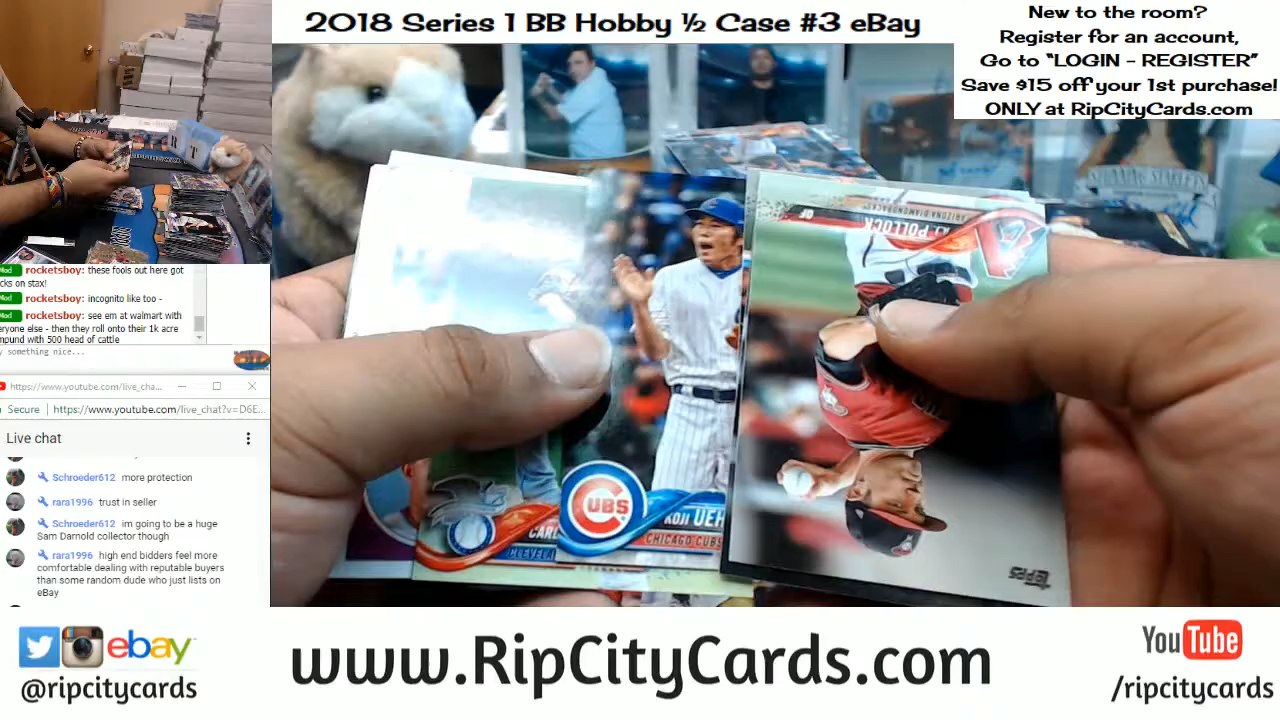 2018 Series 1 BB Hobby ½ Case #3 eBay
New to the room?
Register for an account,
Go to "LOGIN - REGISTER"
Save $15 off your 1st purchase!
ONLY at RipCityCards.com
Mod rocketsboy: these fools out here got
cks on stax!
Mod rocketsboy: incognito like too -
Mod rocketsboy: see em at walmart with
eryone else - then they roll onto their 1k acre
mpund with 500 head of cattle
y something nice...
https://www.youtube.com/live_cha...
Secure https://www.youtube.com/live_chat?v=D6E...
Live chat
Schroeder612 more protection
rara1996 trust in seller
Schroeder612 im going to be a huge
Sam Darnold collector though
rara1996 high end bidders feel more
comfortable dealing with reputable buyers
than some random dude who just lists on
eBay
ARIZONA DIAMONDBACKS
OF
POLLOCK
Topps
CUBS
KOJI UEH
CHICAGO CUBS
CARL
CLEVELA
ebay
@ripcitycards
www.RipCityCards.com
YouTube
/ripcitycards